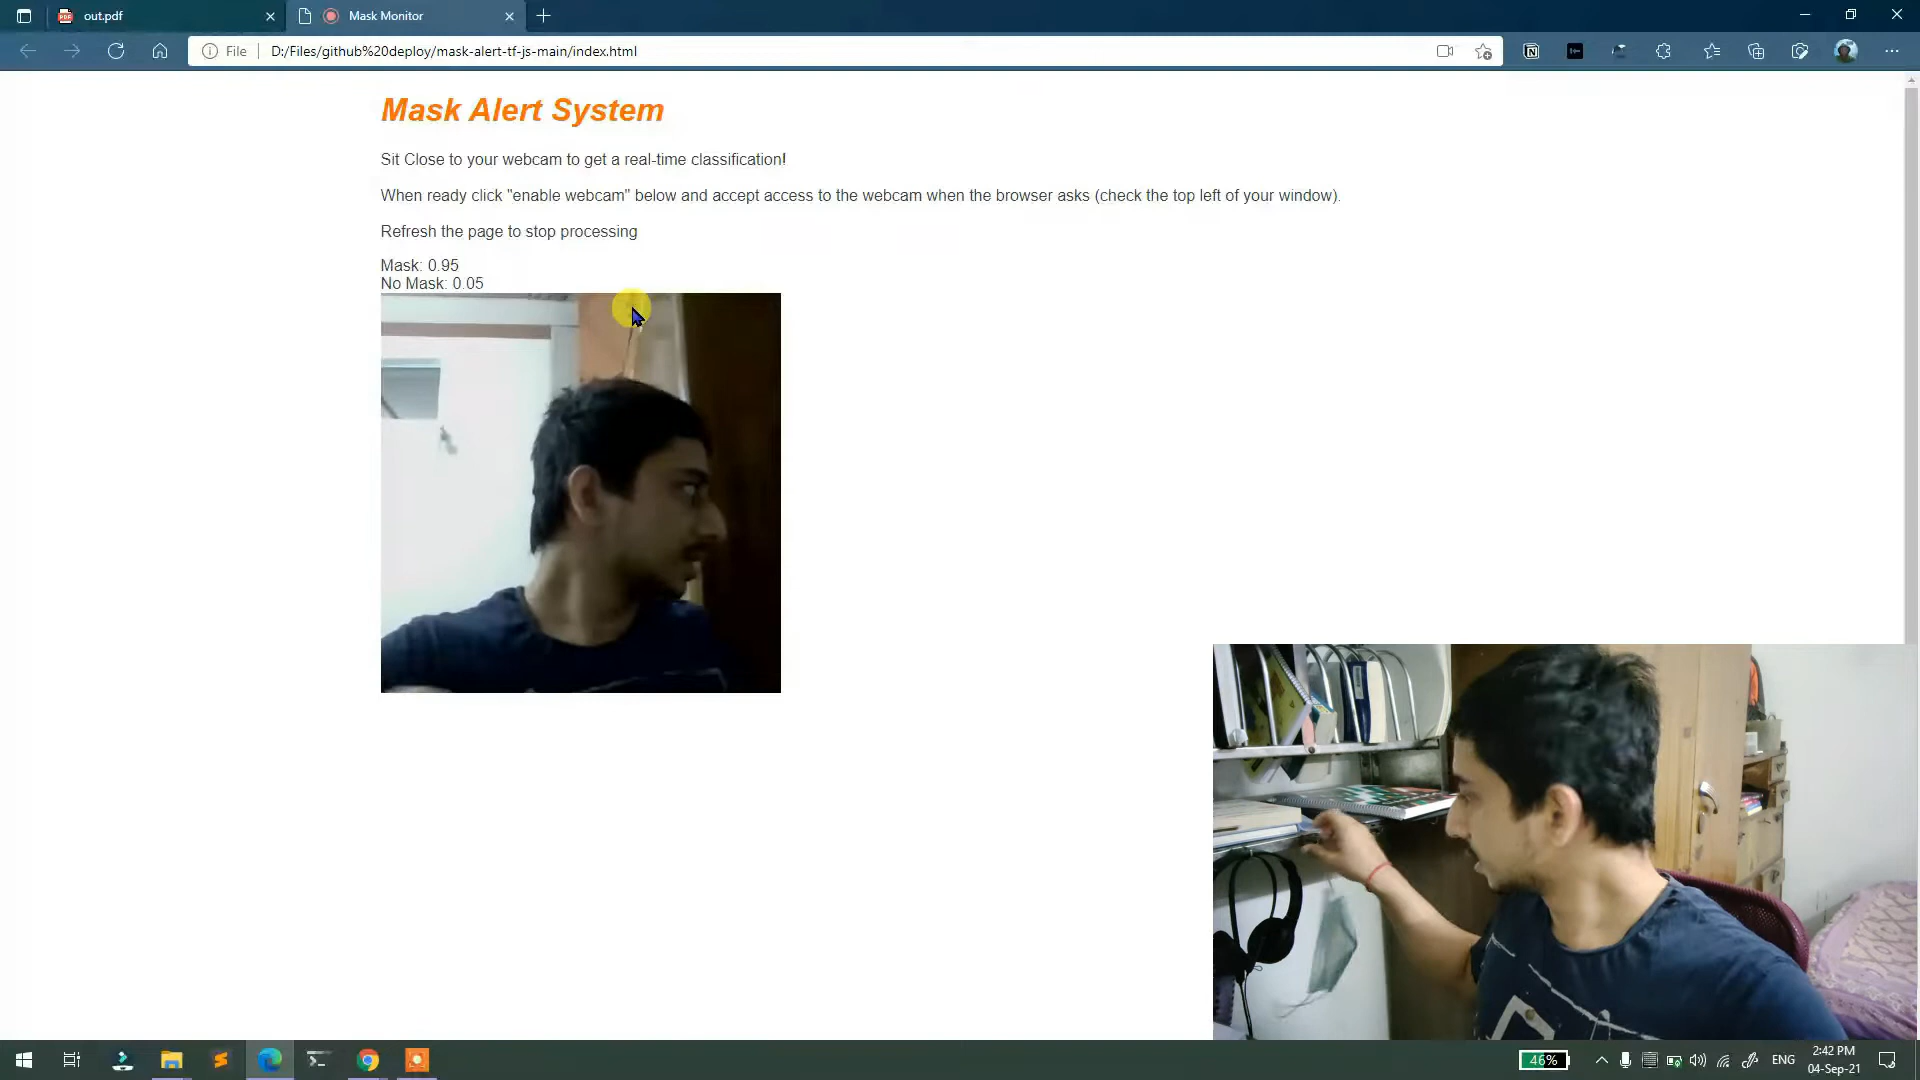 out.pdf
Mask Monitor
File
D:/Files/github%20deploy/mask-alert-tf-js-main/index.html
Mask Alert System
Sit Close to your webcam to get a real-time classification!
When ready click "enable webcam" below and accept access to the webcam when the browser asks (check the top left of your window).
Refresh the page to stop processing
Mask: 0.95
No Mask: 0.05
46%
ENG
2:42 PM
04-Sep-21